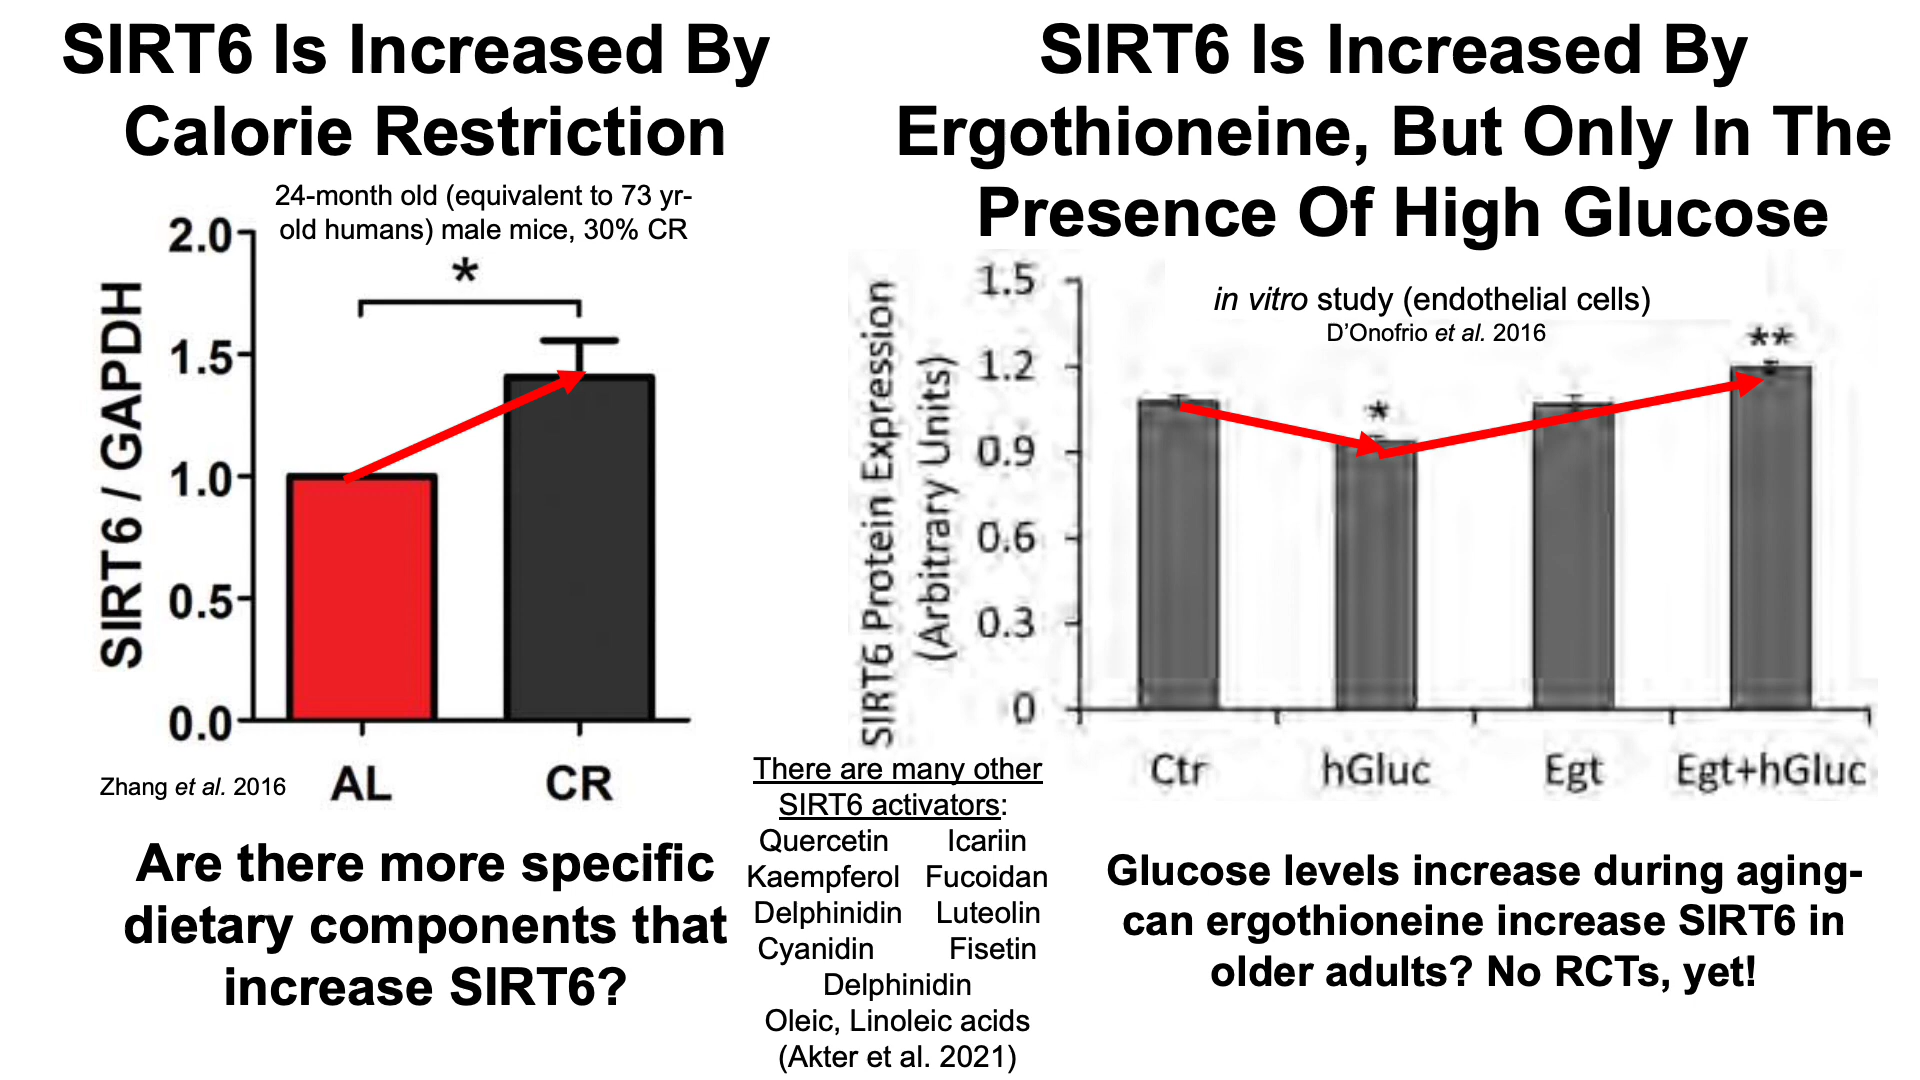 SIRT6 Is Increased By
Calorie Restriction
24-month old (equivalent to 73 yr-
old humans) male mice, 30% CR
*
2.0
1.5
1.0
0.5
0.0
SIRT6 / GAPDH
AL
CR
Zhang et al. 2016
Are there more specific
dietary components that
increase SIRT6?
There are many other
SIRT6 activators:
Quercetin Icariin
Kaempferol Fucoidan
Delphinidin Luteolin
Cyanidin Fisetin
Delphinidin
Oleic, Linoleic acids
(Akter et al. 2021)
SIRT6 Is Increased By
Ergothioneine, But Only In The
Presence Of High Glucose
in vitro study (endothelial cells)
D'Onofrio et al. 2016
SIRT6 Protein Expression
(Arbitrary Units)
1.5
1.2
0.9
0.6
0.3
0
*
**
Ctr
hGluc
Egt
Egt+hGluc
Glucose levels increase during aging-
can ergothioneine increase SIRT6 in
older adults? No RCTs, yet!